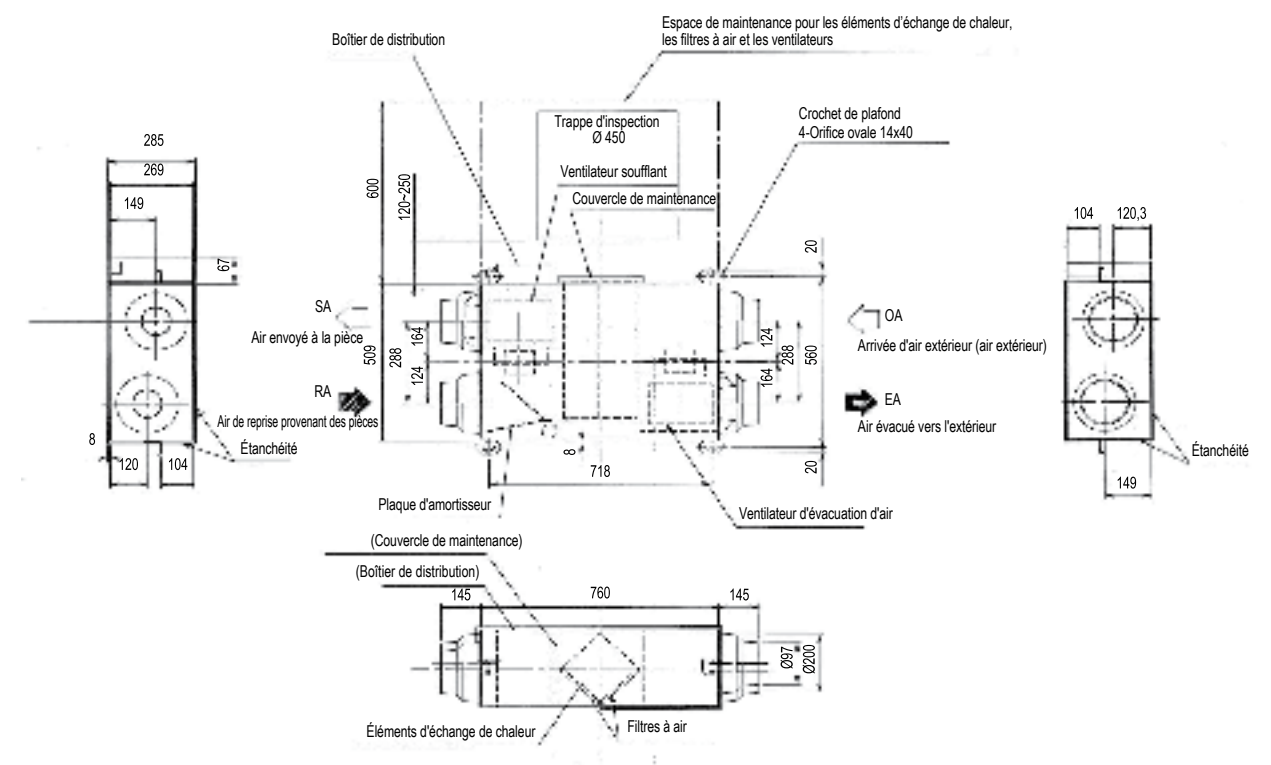 Espace de maintenance pour les éléments d'échange de chaleur,
les filtres à air et les ventilateurs
Boîtier de distribution
Crochet de plafond
4-Orifice ovale 14x40
Trappe d'inspection
Ø 450
Ventilateur soufflant
Couvercle de maintenance
285
269
149
67
600
120~250
20
104
120,3
SA
Air envoyé à la pièce
RA
Air de reprise provenant des pièces
509
288
164
124
OA
Arrivée d'air extérieur (air extérieur)
EA
Air évacué vers l'extérieur
124
164
288
560
20
8
120
104
Étanchéité
8
718
Étanchéité
149
Plaque d'amortisseur
Ventilateur d'évacuation d'air
(Couvercle de maintenance)
(Boîtier de distribution)
145
760
145
Ø97
Ø200
Éléments d'échange de chaleur
Filtres à air